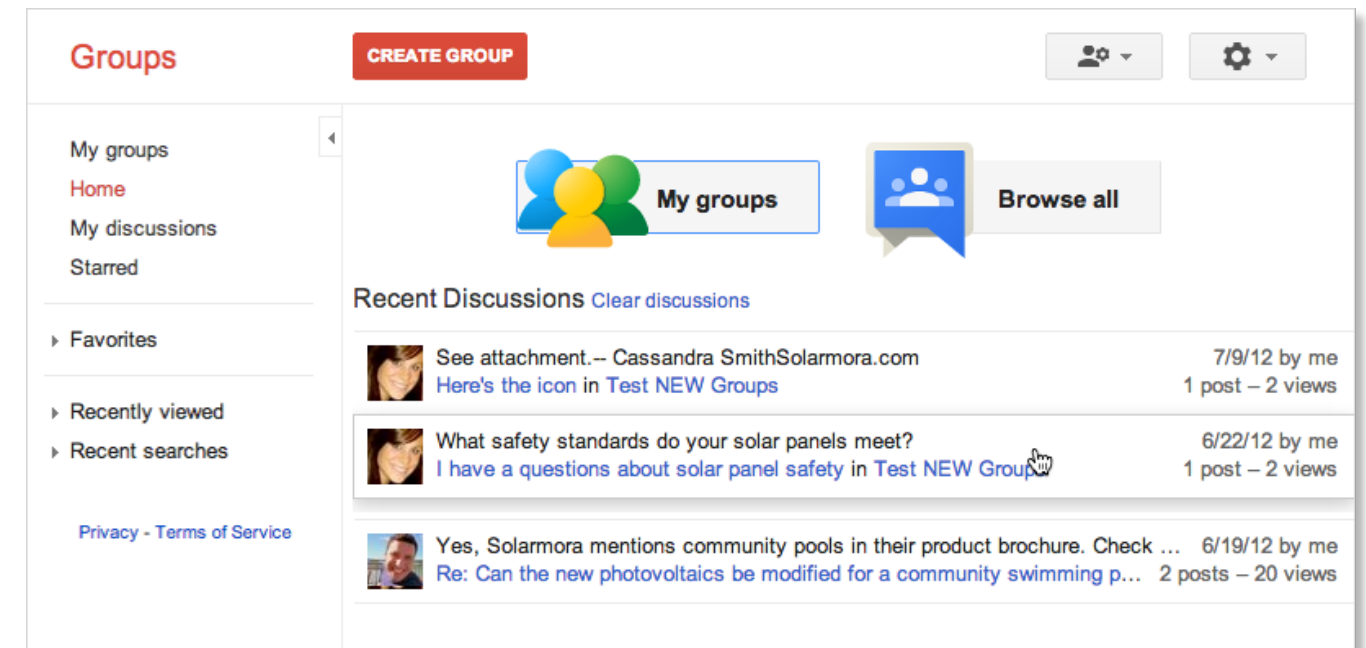 Groups
CREATE GROUP
My groups
Home
My discussions
Starred
Favorites
Recently viewed
Recent searches
Privacy - Terms of Service
My groups
Browse all
Recent Discussions Clear discussions
See attachment.-- Cassandra SmithSolarmora.com 7/9/12 by me
Here's the icon in Test NEW Groups 1 post – 2 views
What safety standards do your solar panels meet? 6/22/12 by me
I have a questions about solar panel safety in Test NEW Groups 1 post – 2 views
Yes, Solarmora mentions community pools in their product brochure. Check ... 6/19/12 by me
Re: Can the new photovoltaics be modified for a community swimming p... 2 posts – 20 views